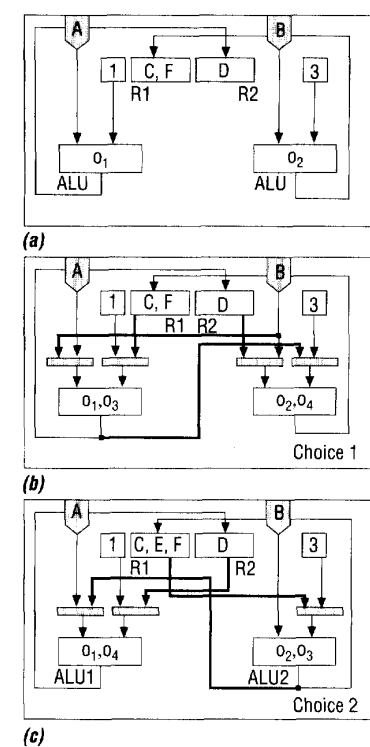 A B
1 C, F D 3
R1 R2
o1 o2
ALU ALU
(a)
A B
1 C, F D 3
R1 R2
o1,o3 o2,o4
Choice 1
(b)
A B
1 C, E, F D 3
R1 R2
o1,o4 o2,o3
ALU1 ALU2
Choice 2
(c)